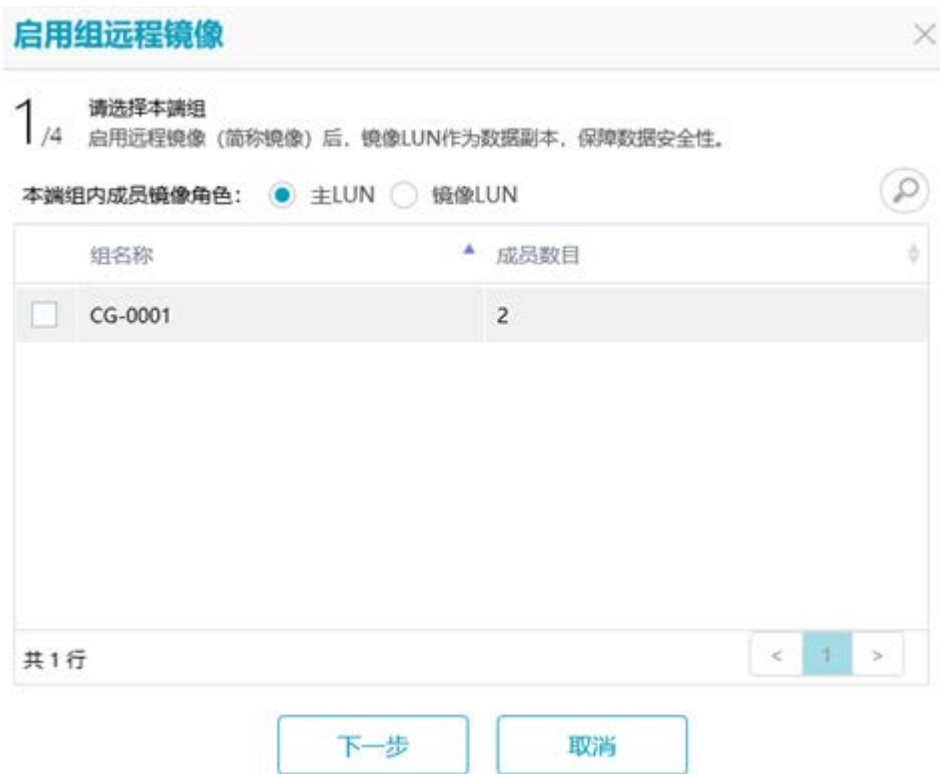 启用组远程镜像
1/4 请选择本端组
启用远程镜像（简称镜像）后，镜像LUN作为数据副本，保障数据安全性。
本端组内成员镜像角色： 主LUN 镜像LUN
组名称 成员数目
CG-0001 2
共 1 行 < 1 >
下一步 取消